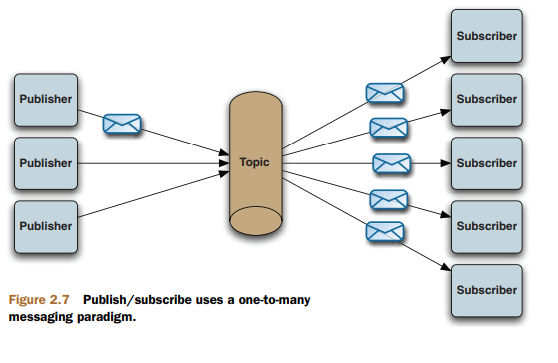 Publisher
Publisher
Publisher
Topic
Subscriber
Subscriber
Subscriber
Subscriber
Subscriber
Figure 2.7 Publish/subscribe uses a one-to-many
messaging paradigm.